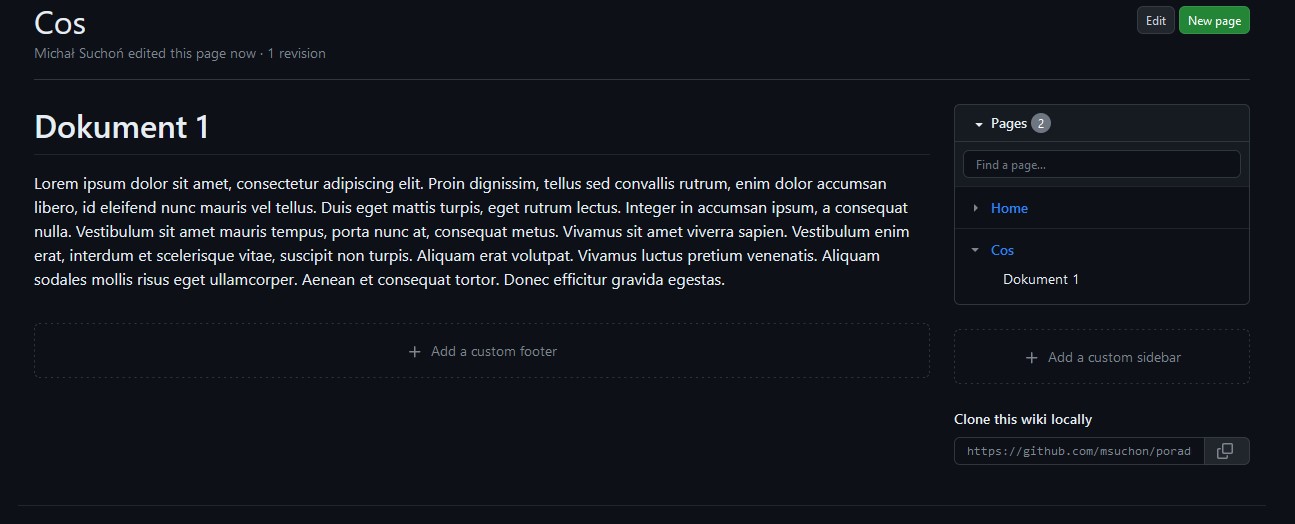 Cos
Edit
New page
Michał Suchoń edited this page now · 1 revision
Dokument 1
Lorem ipsum dolor sit amet, consectetur adipiscing elit. Proin dignissim, tellus sed convallis rutrum, enim dolor accumsan
libero, id eleifend nunc mauris vel tellus. Duis eget mattis turpis, eget rutrum lectus. Integer in accumsan ipsum, a consequat
nulla. Vestibulum sit amet mauris tempus, porta nunc at, consequat metus. Vivamus sit amet viverra sapien. Vestibulum enim
erat, interdum et scelerisque vitae, suscipit non turpis. Aliquam erat volutpat. Vivamus luctus pretium venenatis. Aliquam
sodales mollis risus eget ullamcorper. Aenean et consequat tortor. Donec efficitur gravida egestas.
Add a custom footer
Pages 2
Find a page...
Home
Cos
Dokument 1
Add a custom sidebar
Clone this wiki locally
https://github.com/msuchon/porad